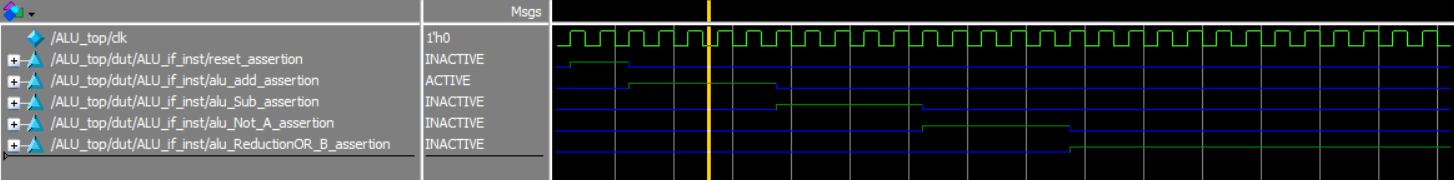 Msgs
/ALU_top/clk 1'h0
/ALU_top/dut/ALU_if_inst/reset_assertion INACTIVE
/ALU_top/dut/ALU_if_inst/alu_add_assertion ACTIVE
/ALU_top/dut/ALU_if_inst/alu_Sub_assertion INACTIVE
/ALU_top/dut/ALU_if_inst/alu_Not_A_assertion INACTIVE
/ALU_top/dut/ALU_if_inst/alu_ReductionOR_B_assertion INACTIVE